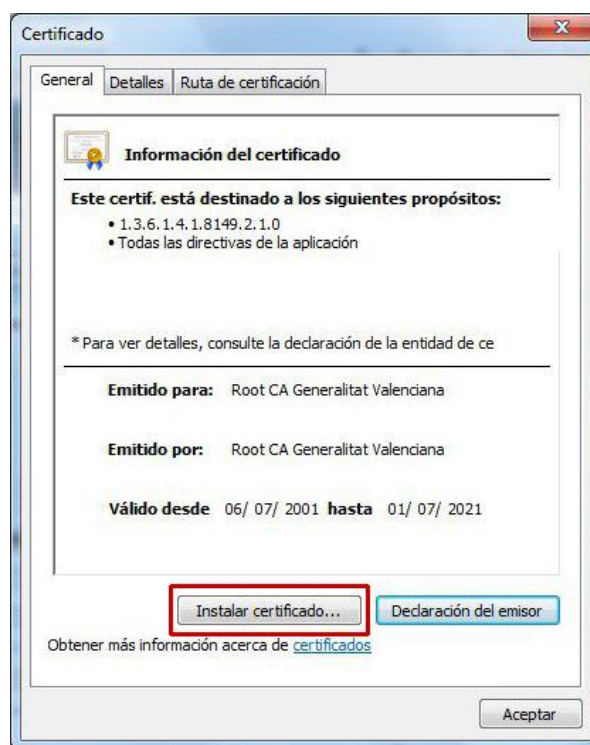 Certificado
General Detalles Ruta de certificación
Información del certificado
Este certif. está destinado a los siguientes propósitos:
• 1.3.6.1.4.1.8149.2.1.0
• Todas las directivas de la aplicación
* Para ver detalles, consulte la declaración de la entidad de ce
Emitido para: Root CA Generalitat Valenciana
Emitido por: Root CA Generalitat Valenciana
Válido desde 06/ 07/ 2001 hasta 01/ 07/ 2021
Instalar certificado... Declaración del emisor
Obtener más información acerca de certificados
Aceptar